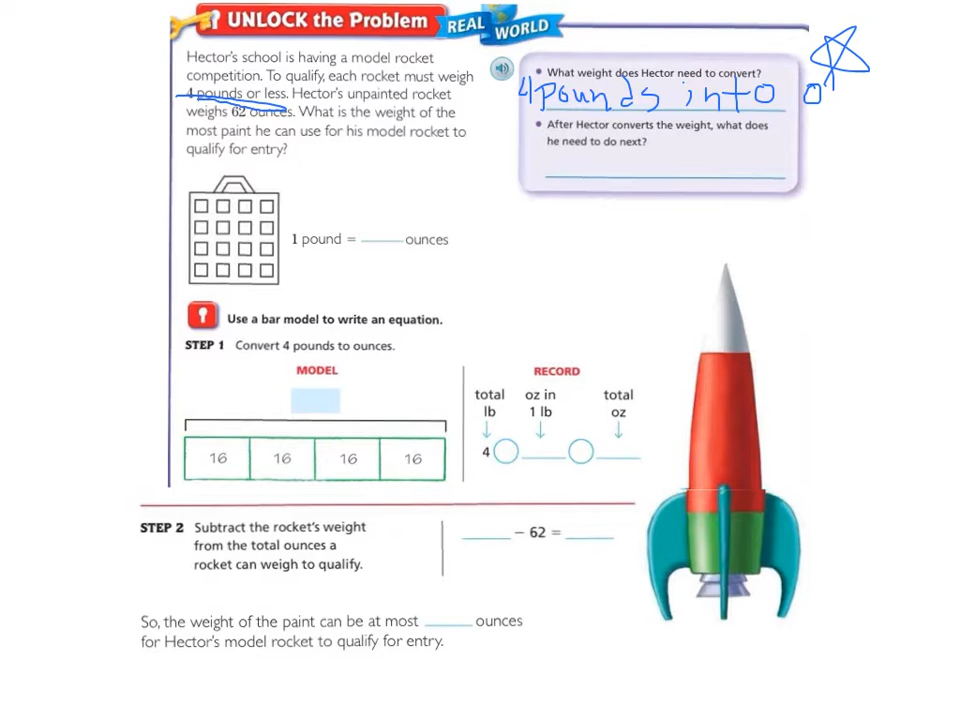 UNLOCK the Problem
REAL WORLD
Hector's school is having a model rocket
competition. To qualify, each rocket must weigh
4 pounds or less. Hector's unpainted rocket
weighs 62 ounces. What is the weight of the
most paint he can use for his model rocket to
qualify for entry?
• What weight does Hector need to convert?
4 pounds into
• After Hector converts the weight, what does
he need to do next?
1 pound = ______ ounces
Use a bar model to write an equation.
STEP 1 Convert 4 pounds to ounces.
MODEL
16 16 16 16
RECORD
total oz in total
lb 1 lb oz
4
STEP 2 Subtract the rocket's weight
from the total ounces a
rocket can weigh to qualify.
______ − 62 = ______
So, the weight of the paint can be at most ______ ounces
for Hector's model rocket to qualify for entry.